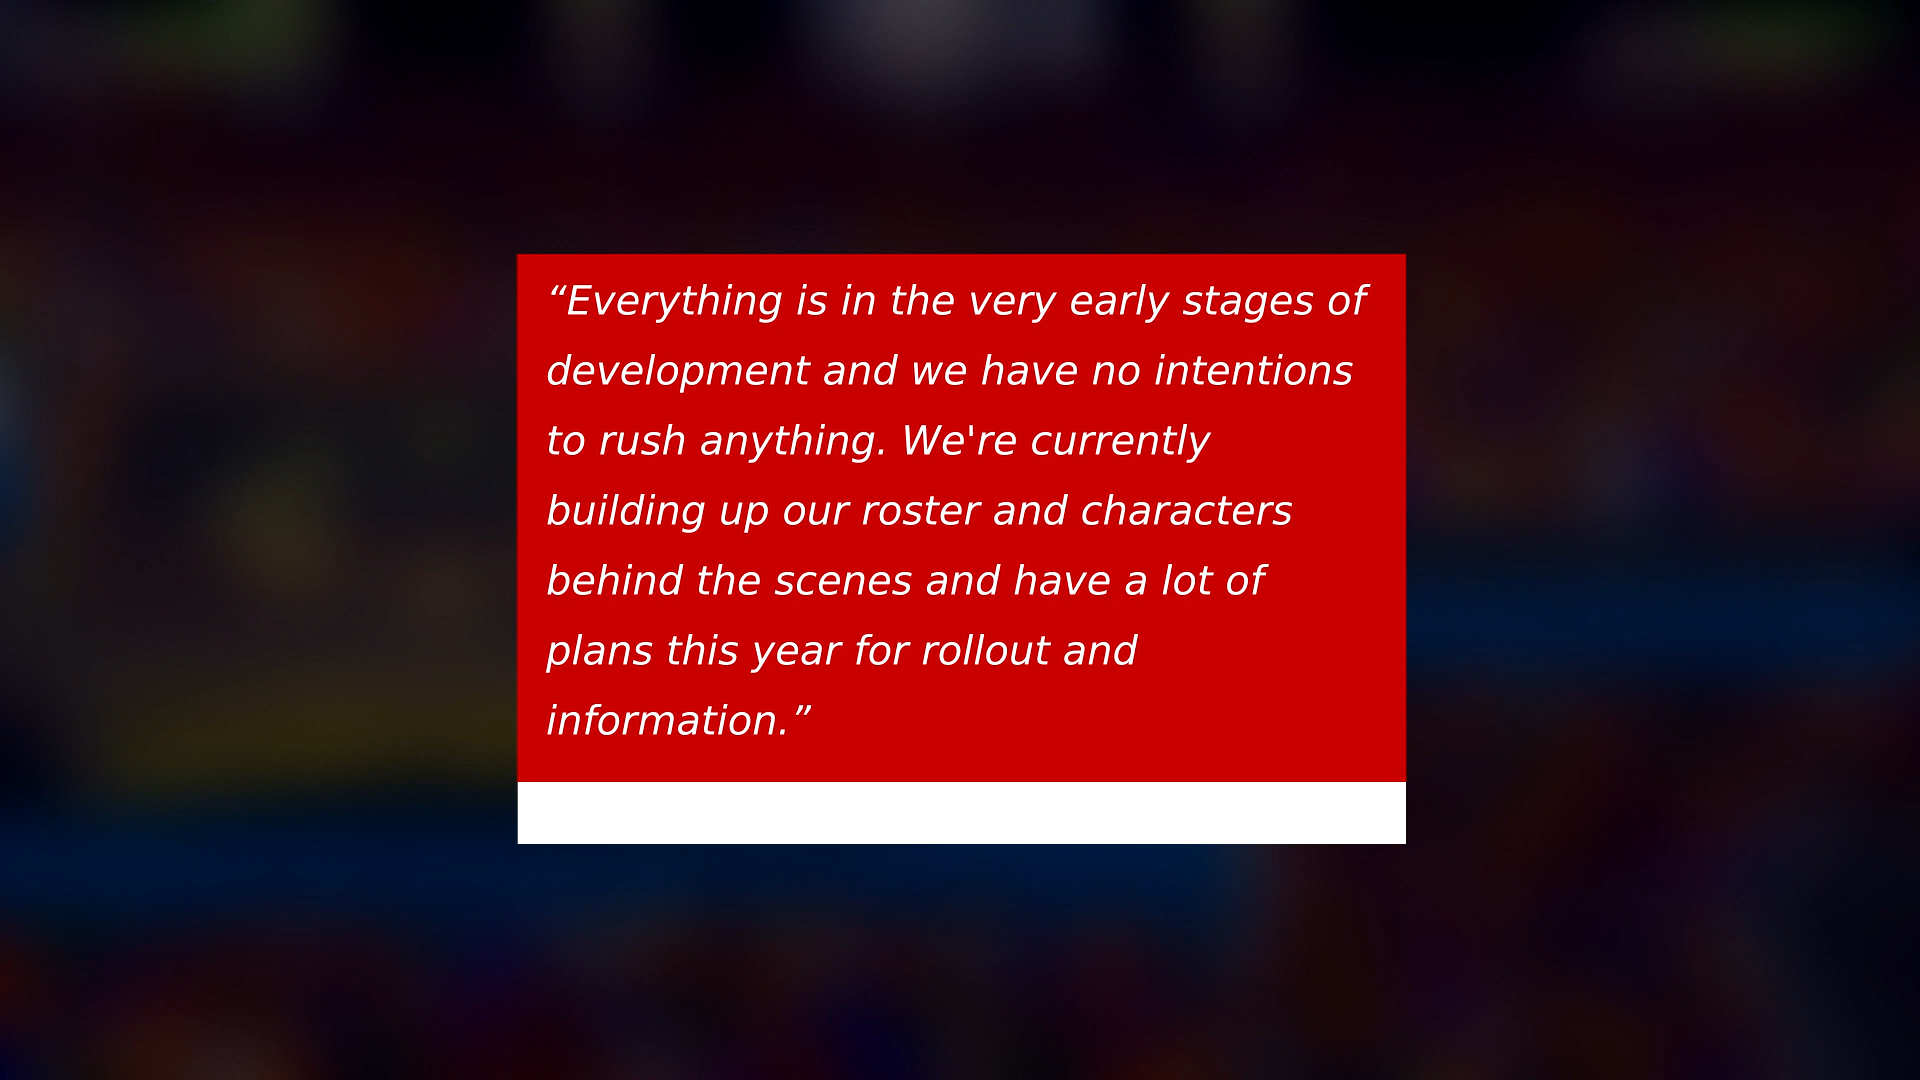 “Everything is in the very early stages of
development and we have no intentions
to rush anything. We're currently
building up our roster and characters
behind the scenes and have a lot of
plans this year for rollout and
information.”